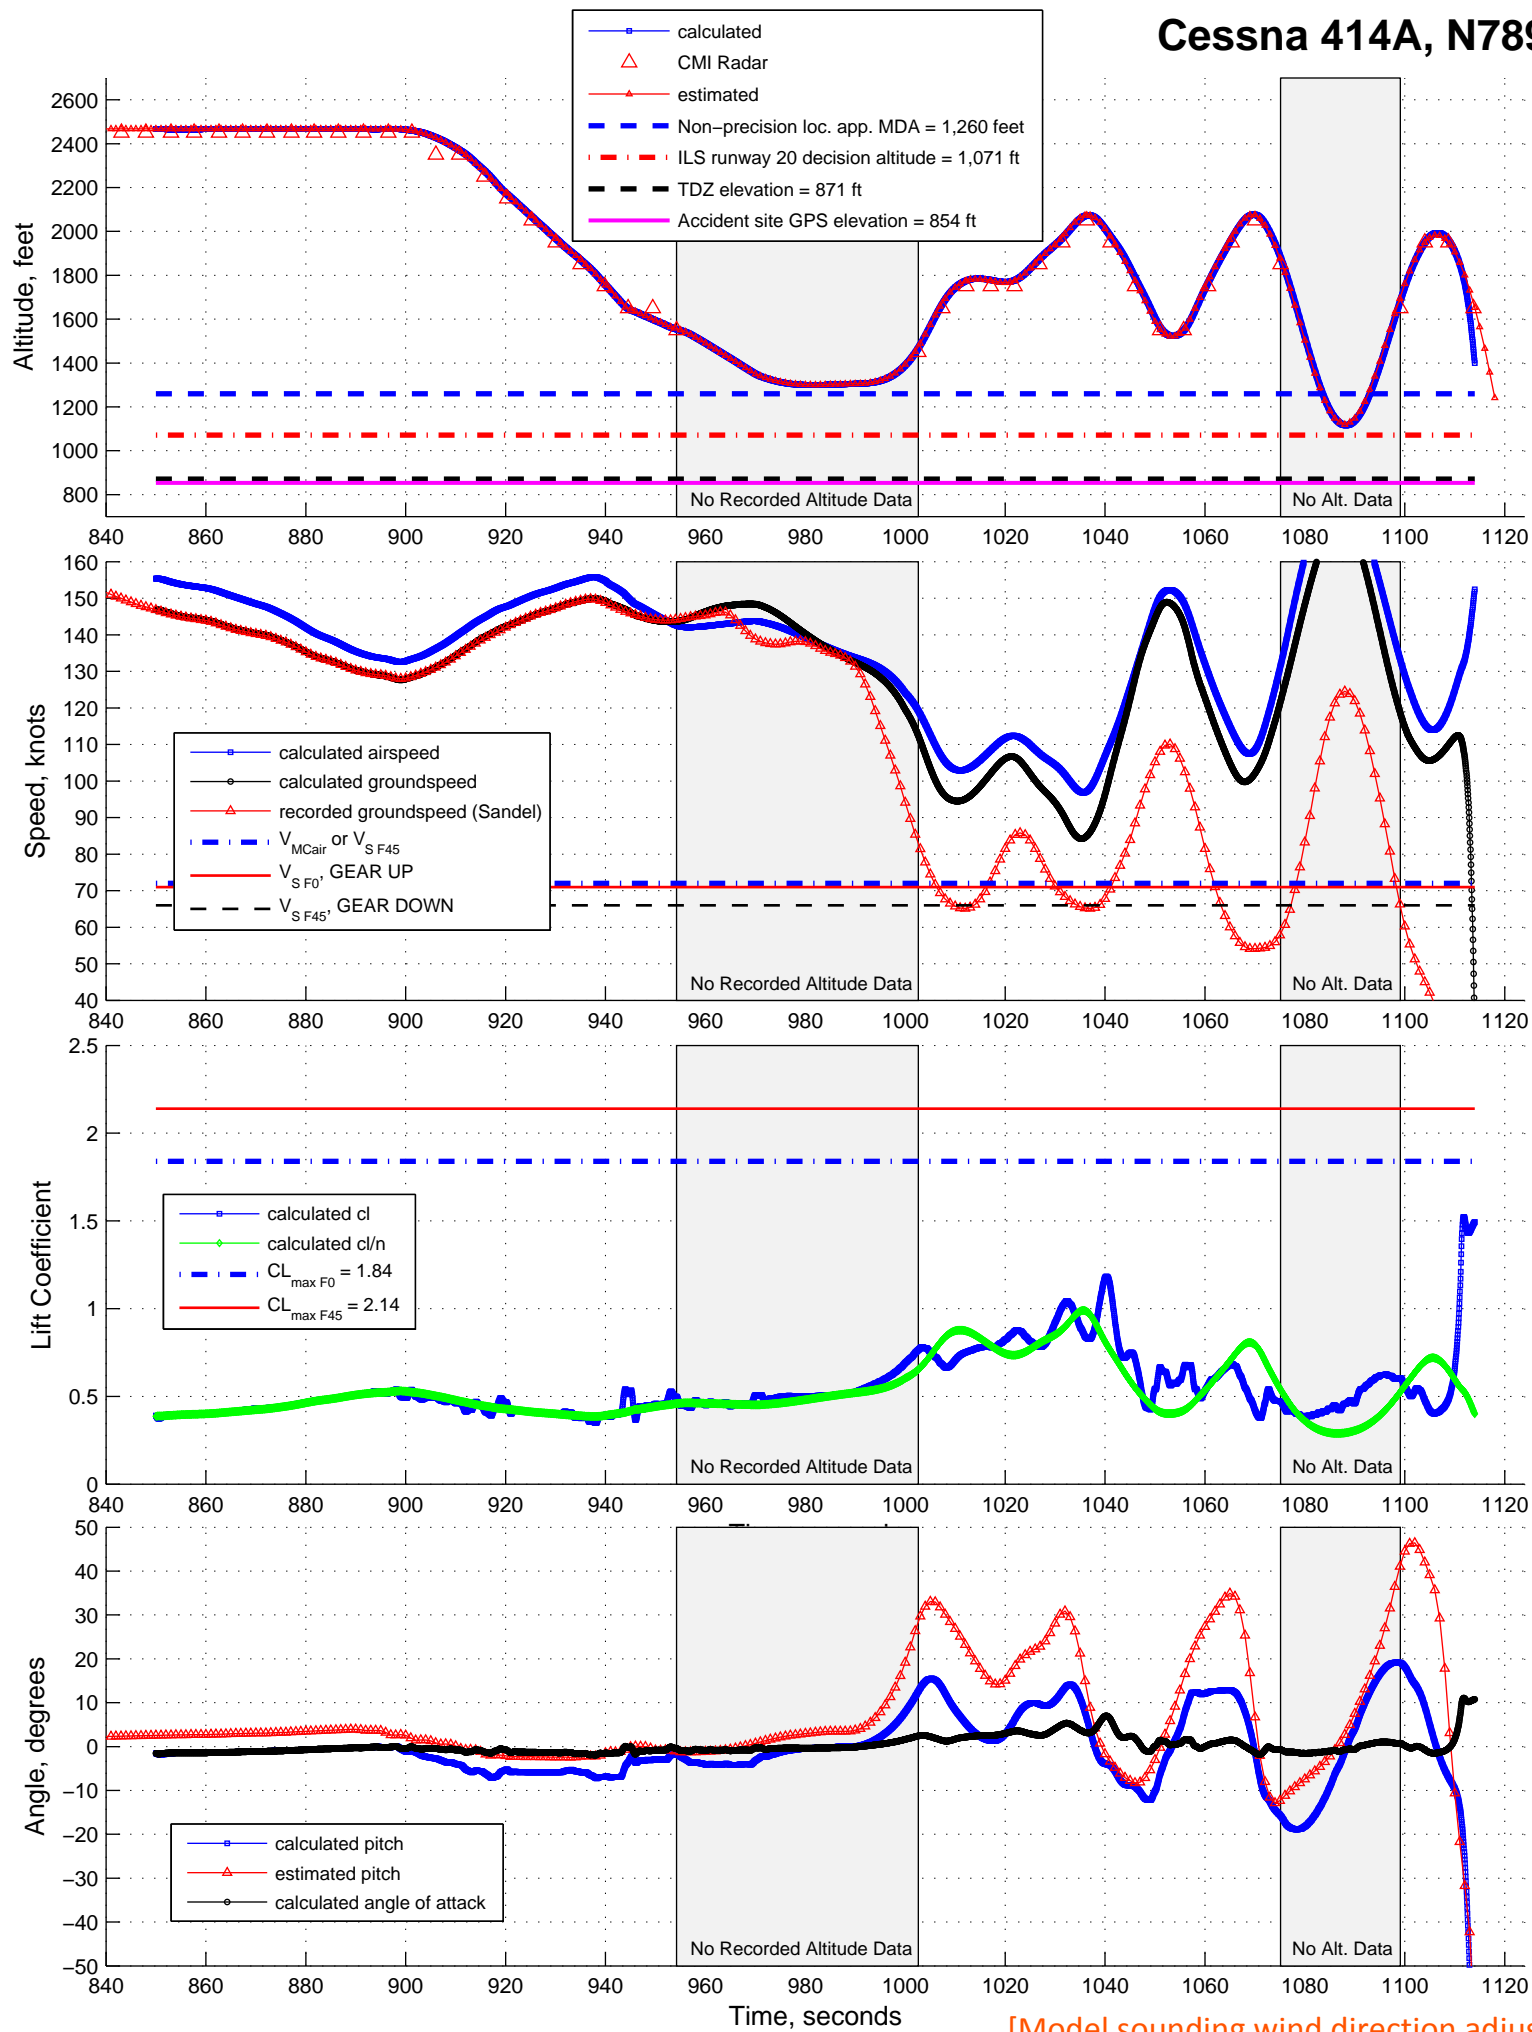 Cessna 414A, N789
calculated
CMI Radar
estimated
Non−precision loc. app. MDA = 1,260 feet
ILS runway 20 decision altitude = 1,071 ft
TDZ elevation = 871 ft
Accident site GPS elevation = 854 ft
Altitude, feet
2600
2400
2200
2000
1800
1600
1400
1200
1000
800
No Recorded Altitude Data
No Alt. Data
840 860 880 900 920 940 960 980 1000 1020 1040 1060 1080 1100 1120
Speed, knots
160
150
140
130
120
110
100
90
80
70
60
50
40
calculated airspeed
calculated groundspeed
recorded groundspeed (Sandel)
V MCair or V S F45
V S F0, GEAR UP
V S F45, GEAR DOWN
No Recorded Altitude Data
No Alt. Data
840 860 880 900 920 940 960 980 1000 1020 1040 1060 1080 1100 1120
Lift Coefficient
2.5
2
1.5
1
0.5
0
calculated cl
calculated cl/n
CL max F0 = 1.84
CL max F45 = 2.14
No Recorded Altitude Data
No Alt. Data
840 860 880 900 920 940 960 980 1000 1020 1040 1060 1080 1100 1120
Angle, degrees
50
40
30
20
10
0
−10
−20
−30
−40
−50
calculated pitch
estimated pitch
calculated angle of attack
No Recorded Altitude Data
No Alt. Data
840 860 880 900 920 940 960 980 1000 1020 1040 1060 1080 1100 1120
Time, seconds
[Model sounding wind direction adjus